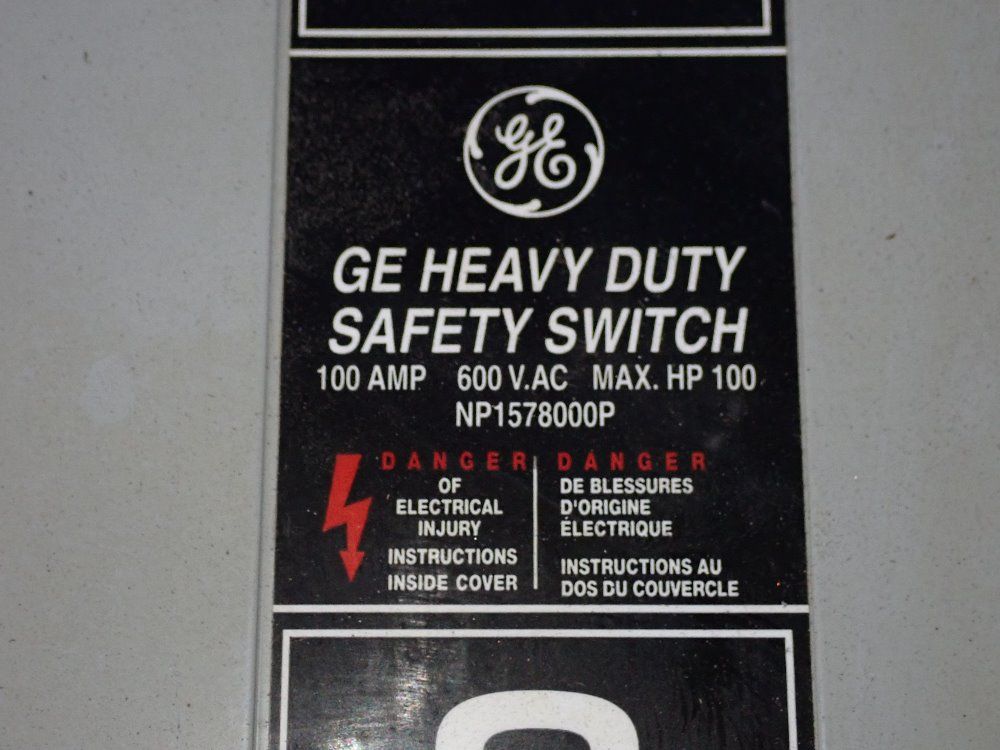 GE
GE HEAVY DUTY
SAFETY SWITCH
100 AMP 600 V.AC MAX. HP 100
NP1578000P
DANGER
OF
ELECTRICAL
INJURY
INSTRUCTIONS
INSIDE COVER
DANGER
DE BLESSURES
D'ORIGINE
ÉLECTRIQUE
INSTRUCTIONS AU
DOS DU COUVERCLE